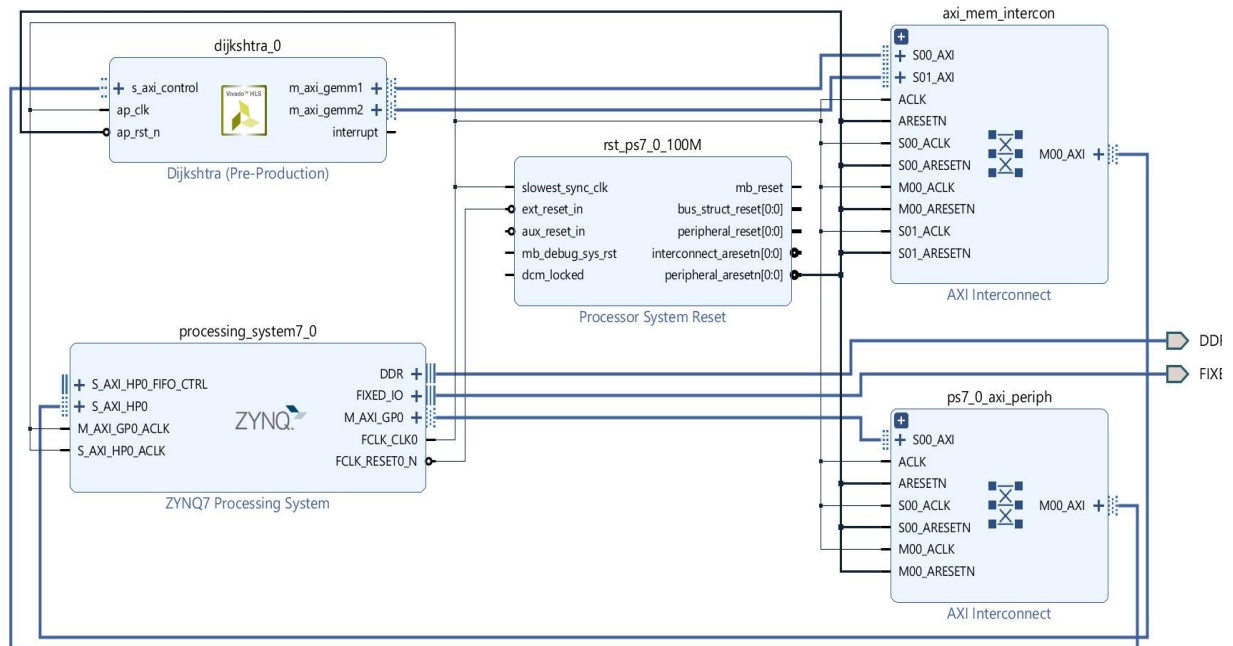 dijkshtra_0
s_axi_control
ap_clk
ap_rst_n
Vivado™ HLS
m_axi_gemm1
m_axi_gemm2
interrupt
Dijkshtra (Pre-Production)
rst_ps7_0_100M
slowest_sync_clk
ext_reset_in
aux_reset_in
mb_debug_sys_rst
dcm_locked
mb_reset
bus_struct_reset[0:0]
peripheral_reset[0:0]
interconnect_aresetn[0:0]
peripheral_aresetn[0:0]
Processor System Reset
axi_mem_intercon
S00_AXI
S01_AXI
ACLK
ARESETN
S00_ACLK
S00_ARESETN
M00_ACLK
M00_ARESETN
S01_ACLK
S01_ARESETN
M00_AXI
AXI Interconnect
processing_system7_0
S_AXI_HP0_FIFO_CTRL
S_AXI_HP0
M_AXI_GP0_ACLK
S_AXI_HP0_ACLK
ZYNQ
DDR
FIXED_IO
M_AXI_GP0
FCLK_CLK0
FCLK_RESET0_N
ZYNQ7 Processing System
ps7_0_axi_periph
S00_AXI
ACLK
ARESETN
S00_ACLK
S00_ARESETN
M00_ACLK
M00_ARESETN
M00_AXI
AXI Interconnect